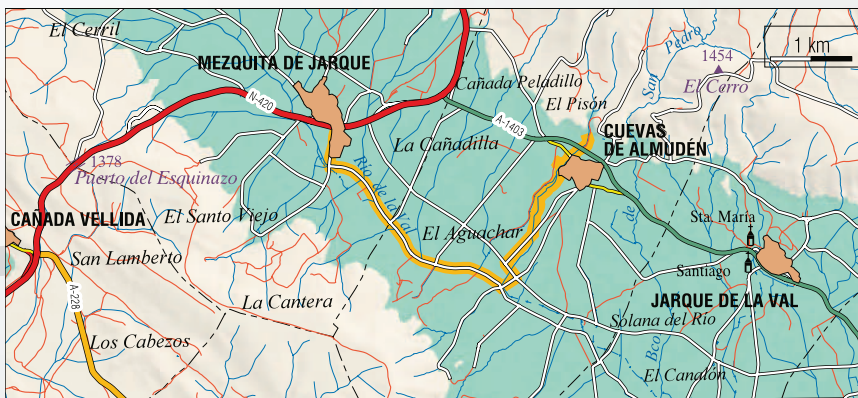 El Cerril
MEZQUITA DE JARQUE
1 km
San Pedro
1454
El Cerro
Cañada Peladillo
El Pisón
N-420
A-1403
CUEVAS
DE ALMUDÉN
La Cañadilla
1378
Puerto del Esquinazo
Río de la Val
CAÑADA VELLIDA
El Santo Viejo
El Aguachar
de
Sta. María
San Lamberto
Santiago
A-228
La Cantera
JARQUE DE LA VAL
Solana del Río
Los Cabezos
Bco
El Canalón